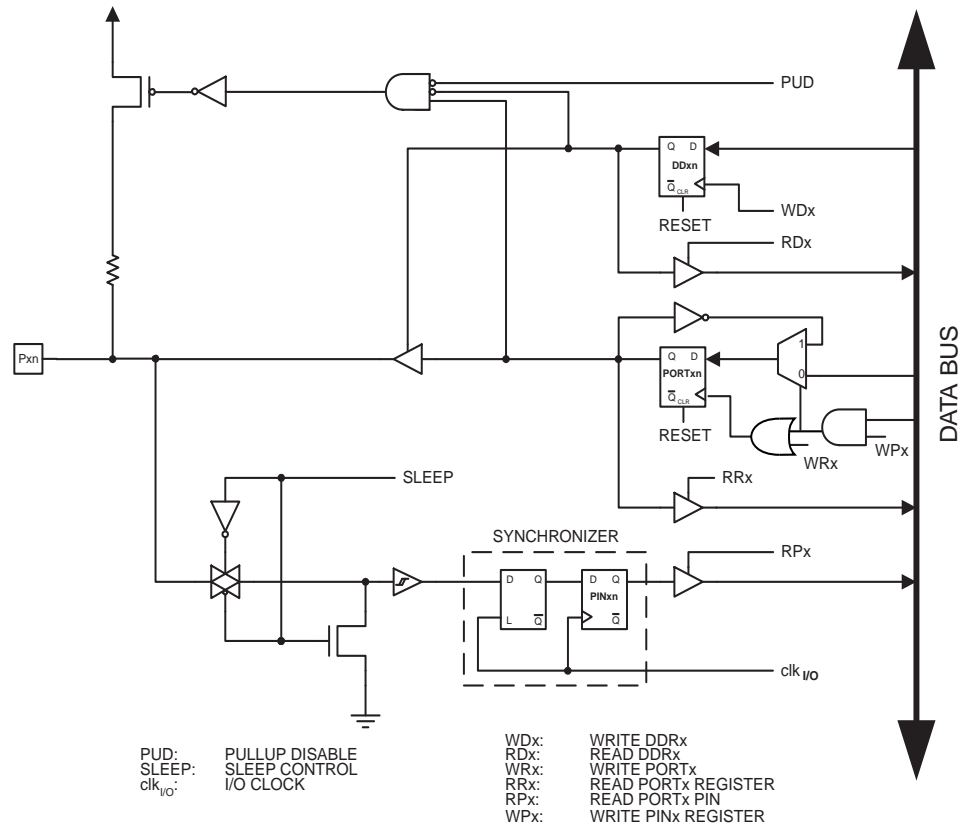 PUD
Q D
DDxn
Q CLR
WDx
RESET
RDx
Pxn
1
Q D
PORTxn
0
Q CLR
RESET
WRx
WPx
DATA BUS
SLEEP
RRx
SYNCHRONIZER
RPx
D Q
D Q
PINxn
L Q
Q
clk I/O
PUD: PULLUP DISABLE
SLEEP: SLEEP CONTROL
clkI/O: I/O CLOCK
WDx: WRITE DDRx
RDx: READ DDRx
WRx: WRITE PORTx
RRx: READ PORTx REGISTER
RPx: READ PORTx PIN
WPx: WRITE PINx REGISTER